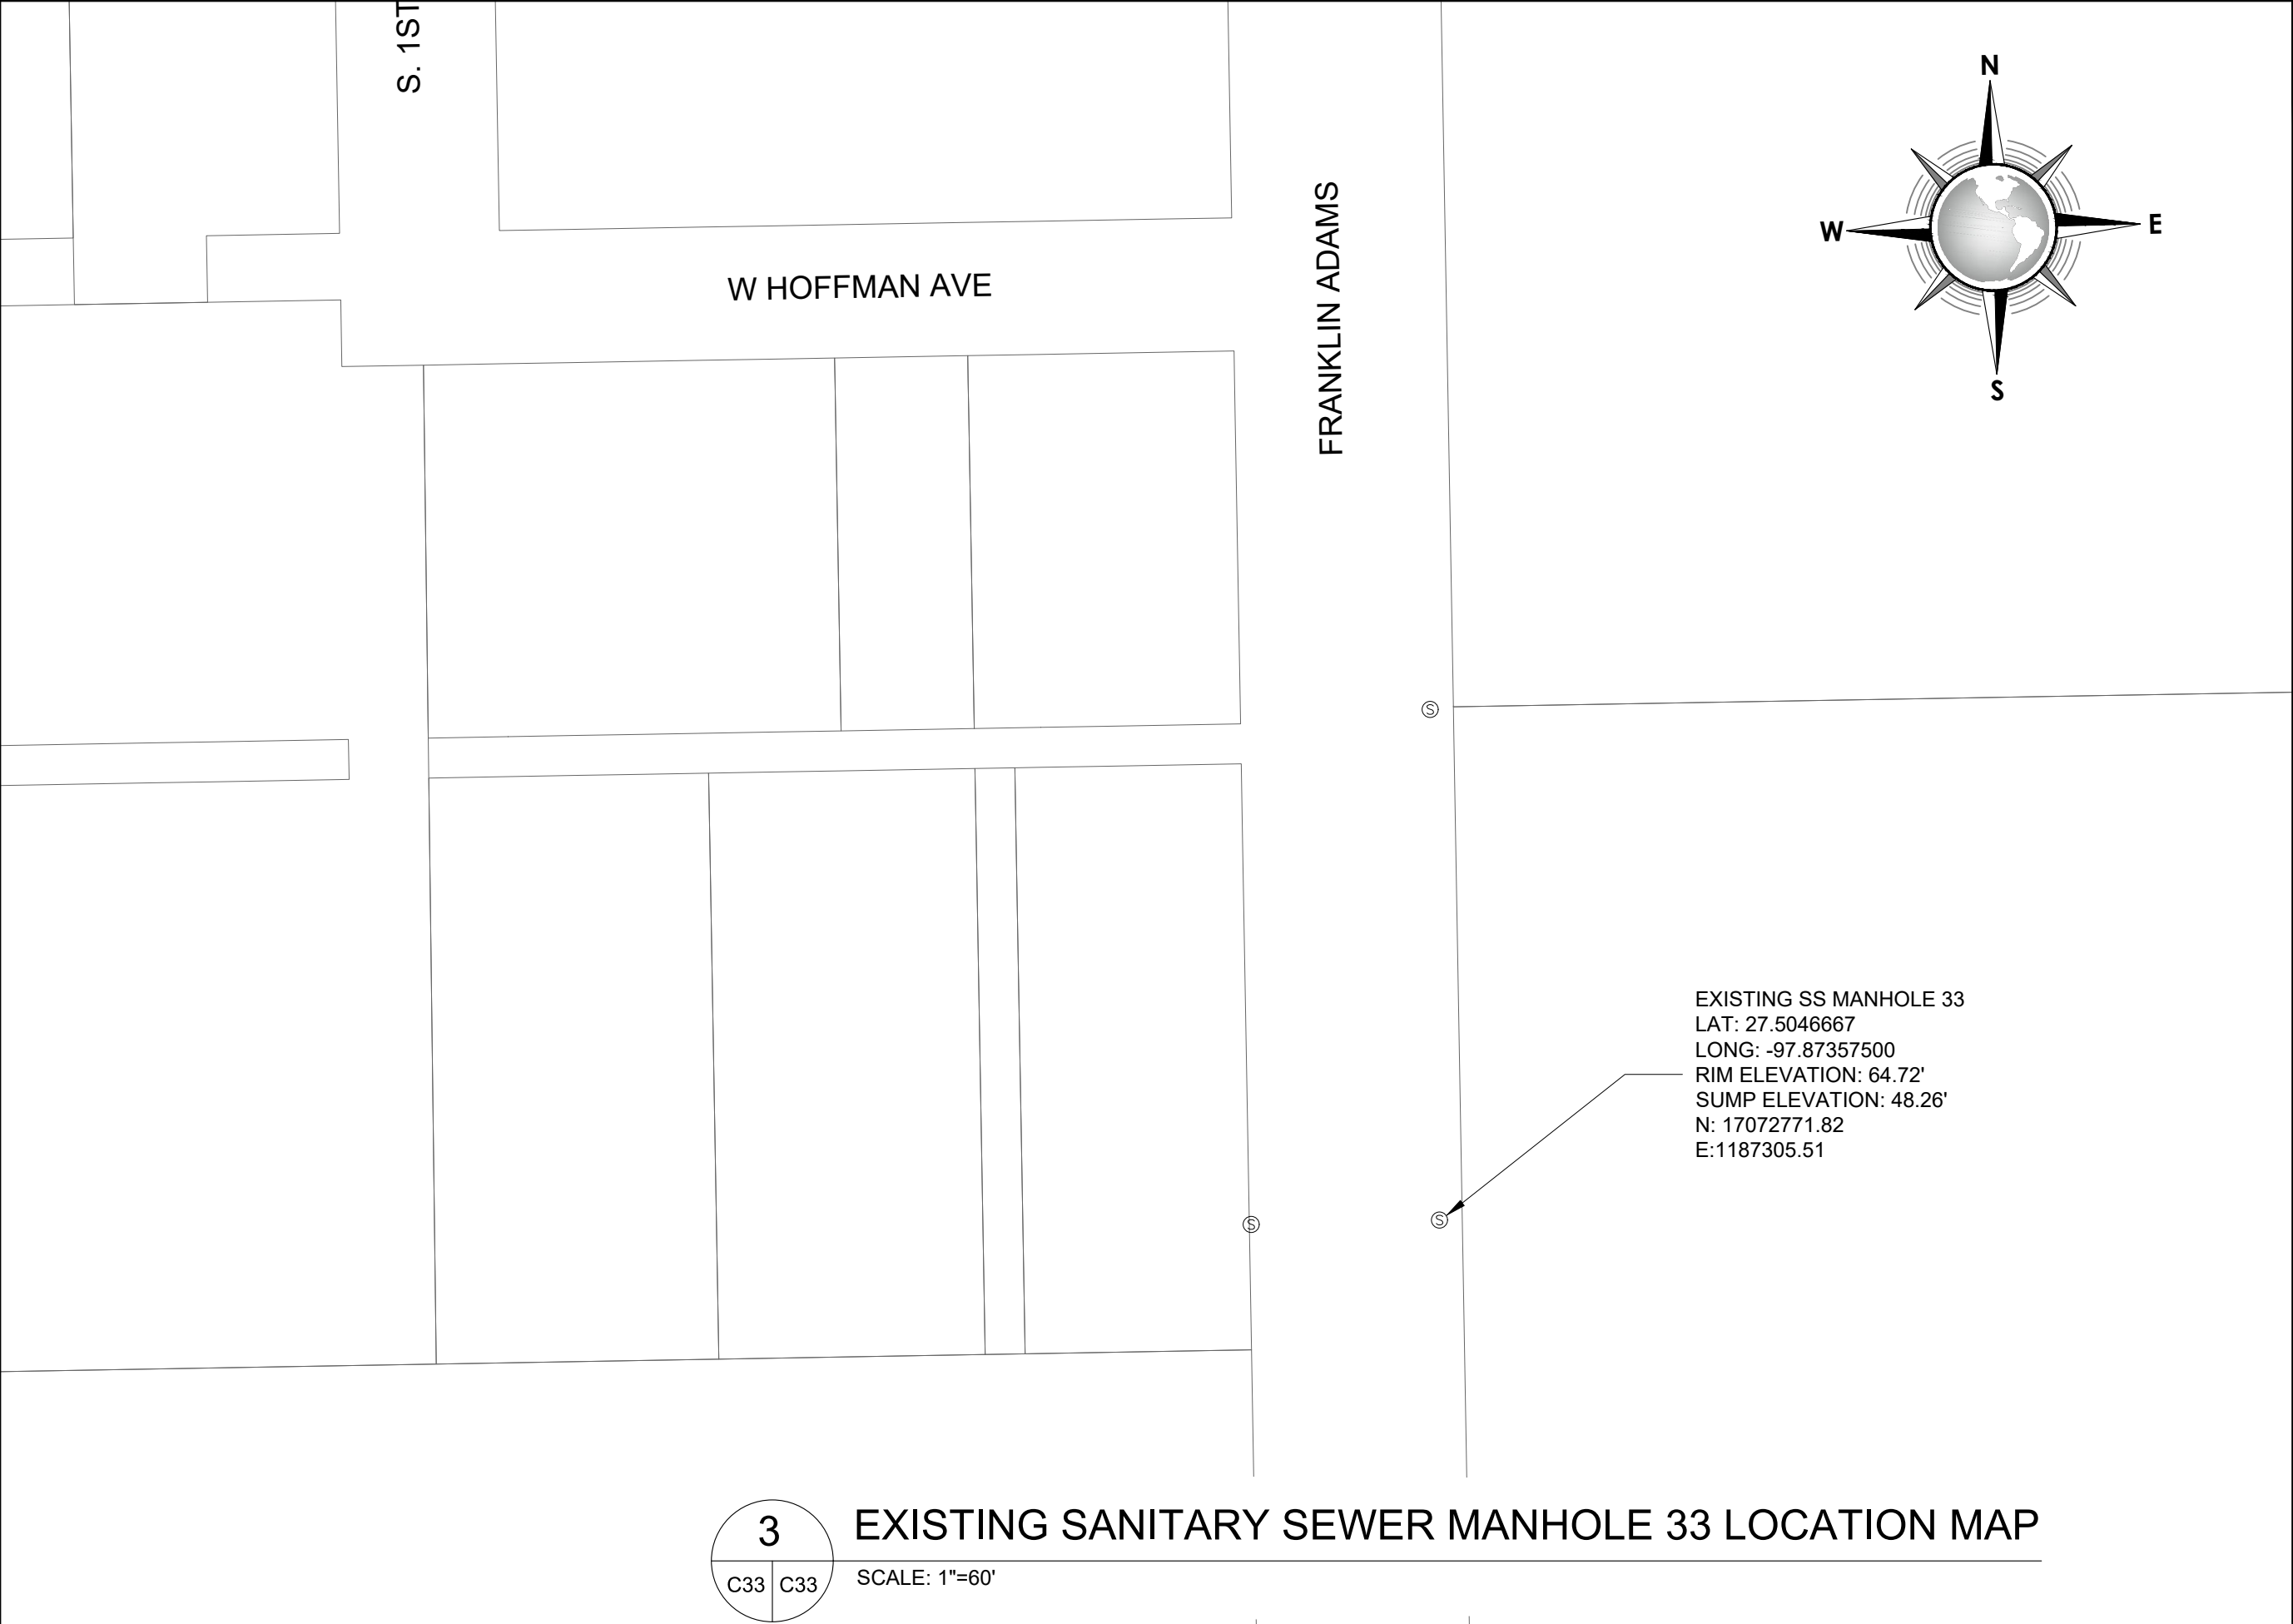 S. 1ST
N
W
E
S
W HOFFMAN AVE
FRANKLIN ADAMS
S
EXISTING SS MANHOLE 33
LAT: 27.5046667
LONG: -97.87357500
RIM ELEVATION: 64.72'
SUMP ELEVATION: 48.26'
N: 17072771.82
E:1187305.51
S
S
3
EXISTING SANITARY SEWER MANHOLE 33 LOCATION MAP
C33 C33
SCALE: 1"=60'